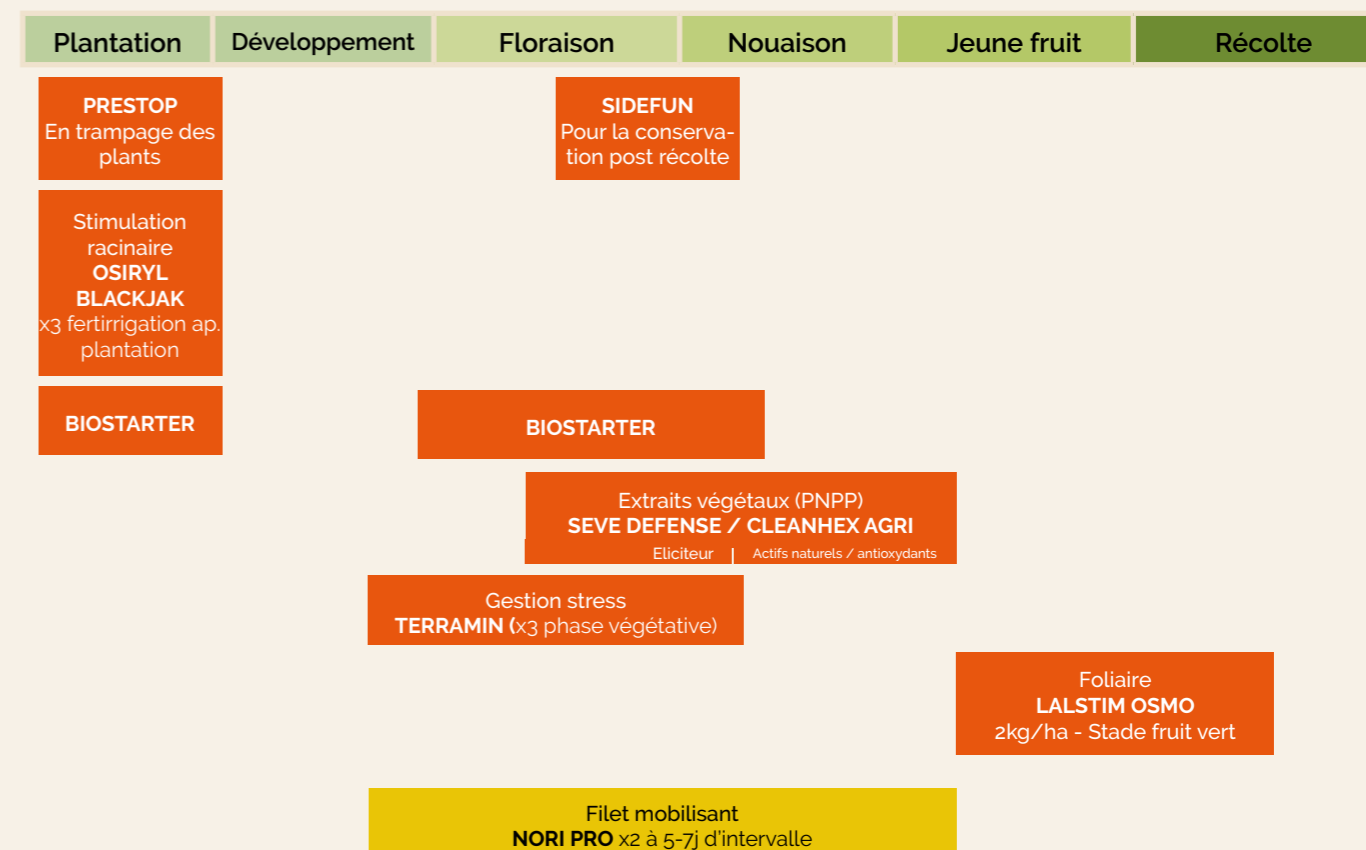 Plantation
Développement
Floraison
Nouaison
Jeune fruit
Récolte
PRESTOP
En trampage des
plants
SIDEFUN
Pour la conserva-
tion post récolte
Stimulation
racinaire
OSIRYL
BLACKJAK
x3 fertirrigation ap.
plantation
BIOSTARTER
BIOSTARTER
Extraits végétaux (PNPP)
SEVE DEFENSE / CLEANHEX AGRI
Eliciteur | Actifs naturels / antioxydants
Gestion stress
TERRAMIN (x3 phase végétative)
Foliaire
LALSTIM OSMO
2kg/ha - Stade fruit vert
Filet mobilisant
NORI PRO x2 à 5-7j d'intervalle